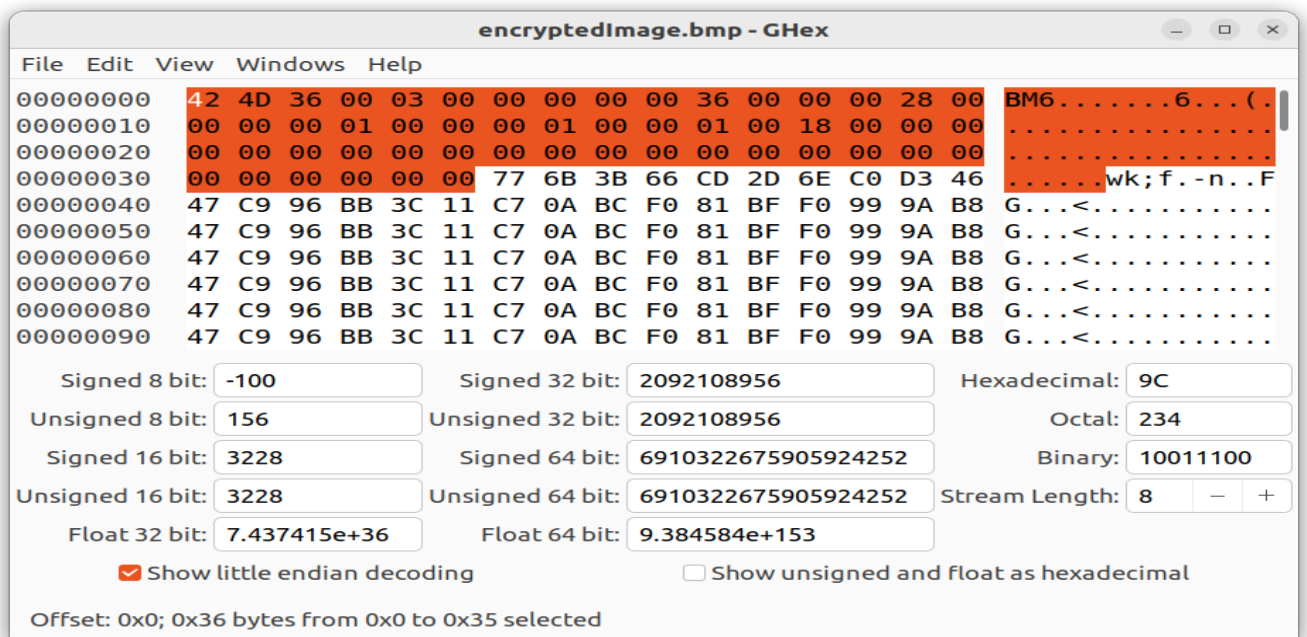 encryptedImage.bmp - GHex
File Edit View Windows Help
00000000 42 4D 36 00 03 00 00 00 00 00 36 00 00 00 28 00 BM6.......6...(.
00000010 00 00 00 01 00 00 00 01 00 00 01 00 18 00 00 00 ................
00000020 00 00 00 00 00 00 00 00 00 00 00 00 00 00 00 00 ................
00000030 00 00 00 00 00 00 77 6B 3B 66 CD 2D 6E C0 D3 46 ......wk;f.-n..F
00000040 47 C9 96 BB 3C 11 C7 0A BC F0 81 BF F0 99 9A B8 G...<...........
00000050 47 C9 96 BB 3C 11 C7 0A BC F0 81 BF F0 99 9A B8 G...<...........
00000060 47 C9 96 BB 3C 11 C7 0A BC F0 81 BF F0 99 9A B8 G...<...........
00000070 47 C9 96 BB 3C 11 C7 0A BC F0 81 BF F0 99 9A B8 G...<...........
00000080 47 C9 96 BB 3C 11 C7 0A BC F0 81 BF F0 99 9A B8 G...<...........
00000090 47 C9 96 BB 3C 11 C7 0A BC F0 81 BF F0 99 9A B8 G...<...........
Signed 8 bit: -100 Signed 32 bit: 2092108956 Hexadecimal: 9C
Unsigned 8 bit: 156 Unsigned 32 bit: 2092108956 Octal: 234
Signed 16 bit: 3228 Signed 64 bit: 6910322675905924252 Binary: 10011100
Unsigned 16 bit: 3228 Unsigned 64 bit: 6910322675905924252 Stream Length: 8 − +
Float 32 bit: 7.437415e+36 Float 64 bit: 9.384584e+153
Show little endian decoding Show unsigned and float as hexadecimal
Offset: 0x0; 0x36 bytes from 0x0 to 0x35 selected